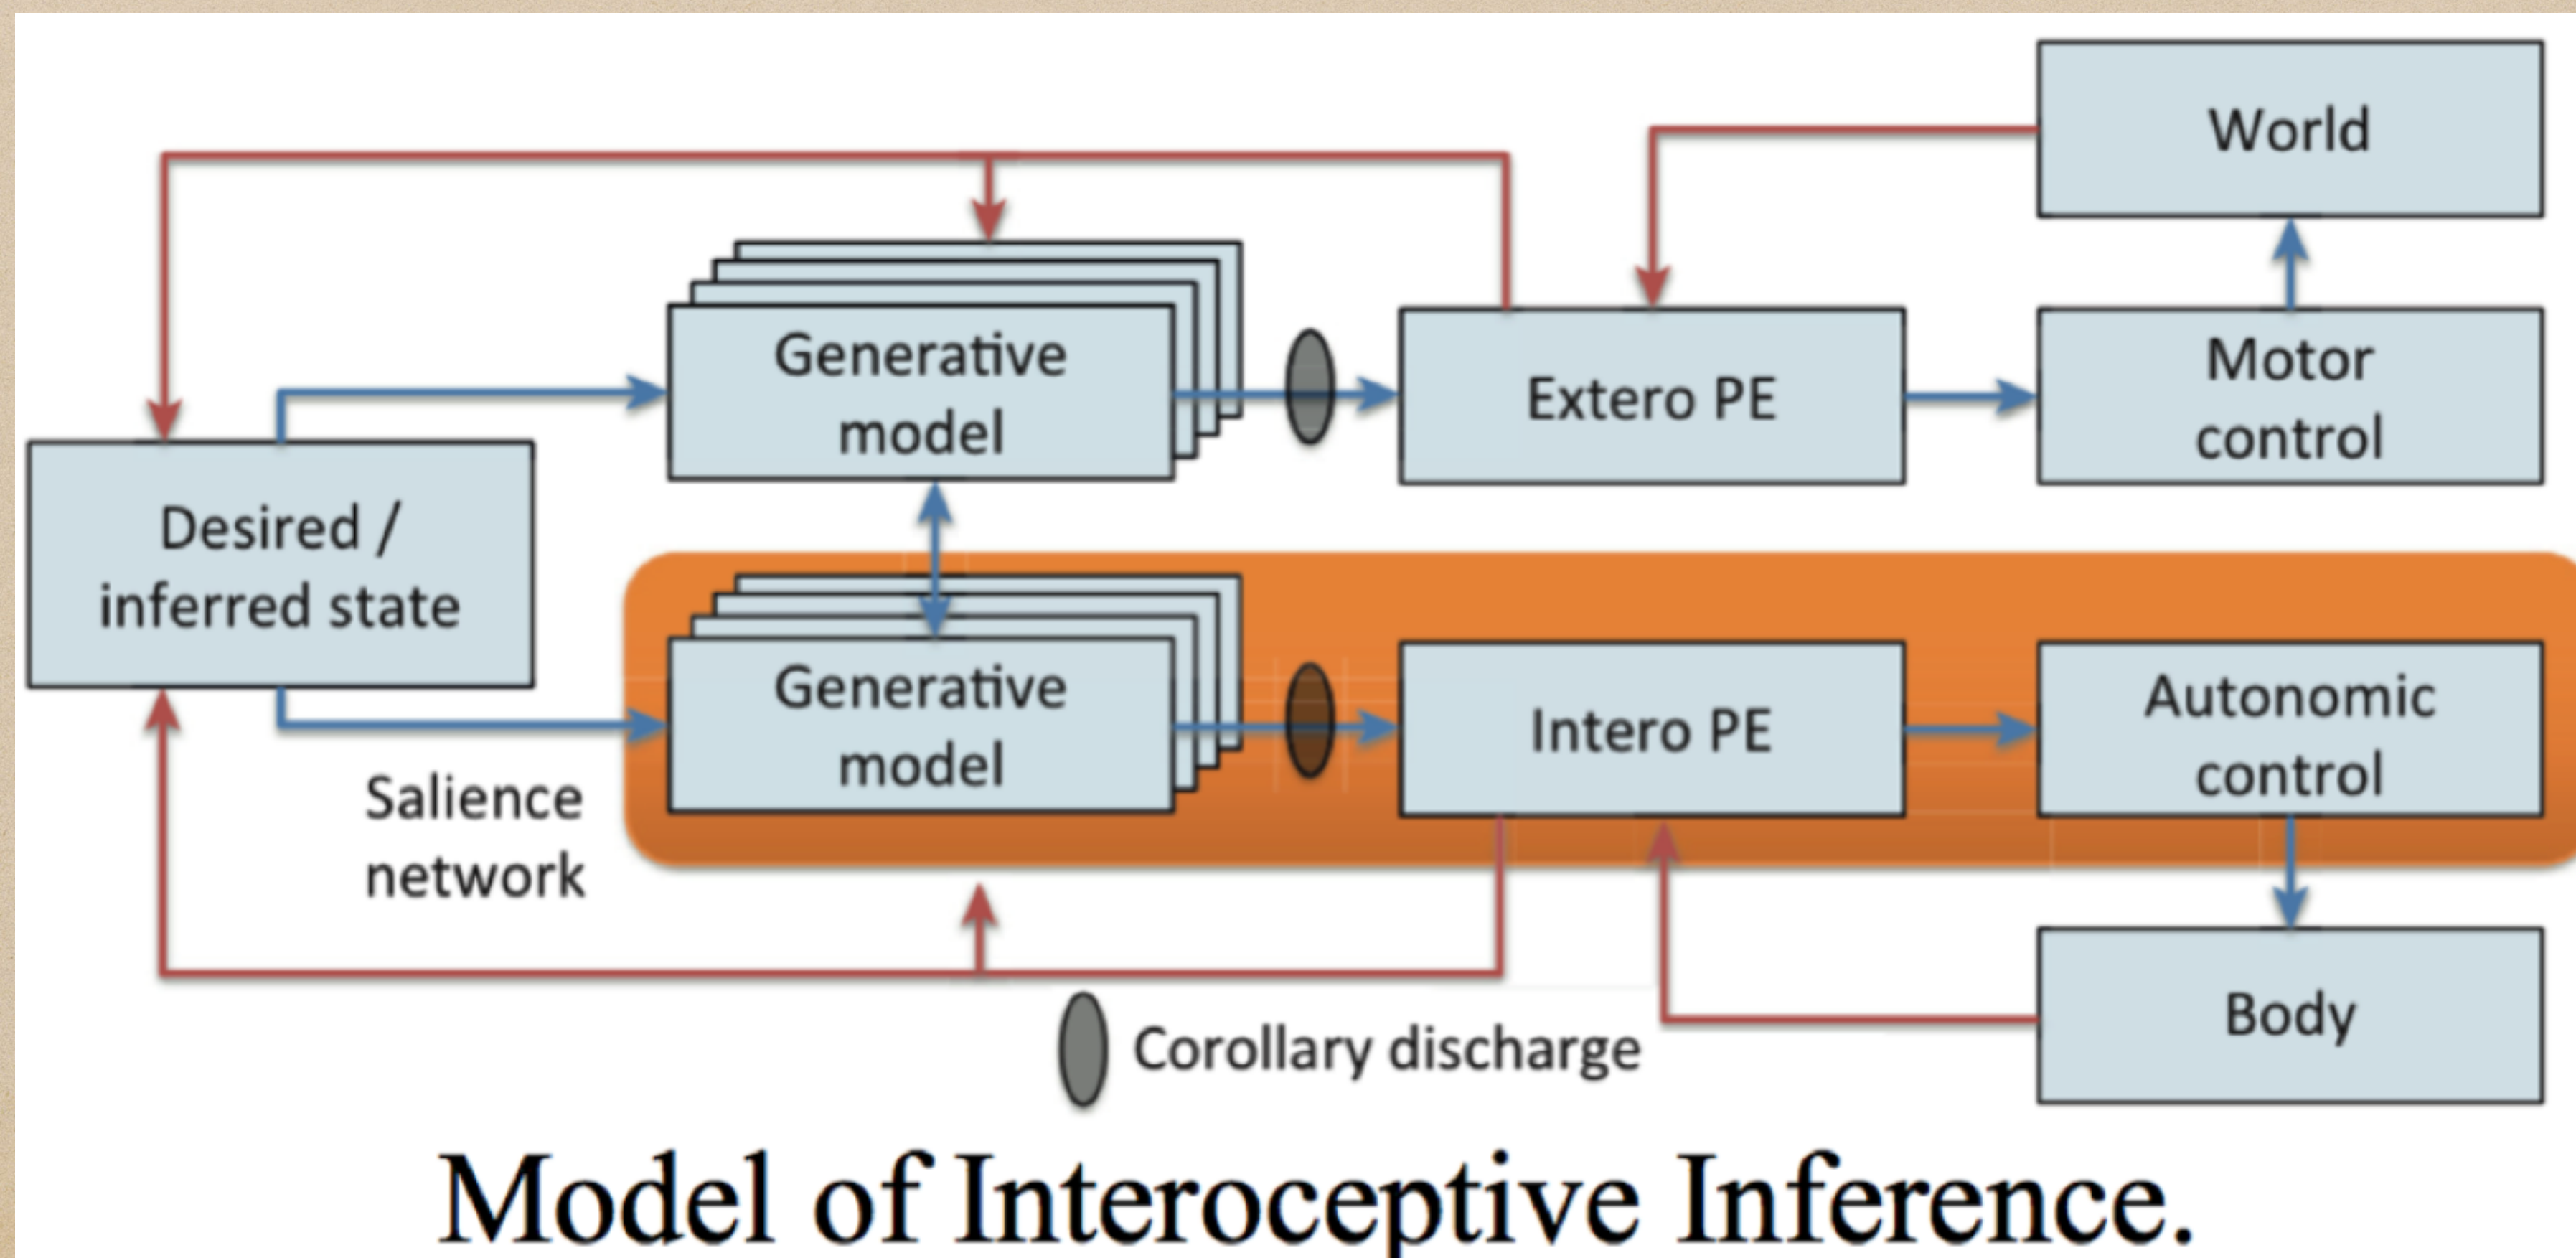 World
Generative
model
Extero PE
Motor
control
Desired /
inferred state
Generative
model
Intero PE
Autonomic
control
Salience
network
Body
Corollary discharge
Model of Interoceptive Inference.